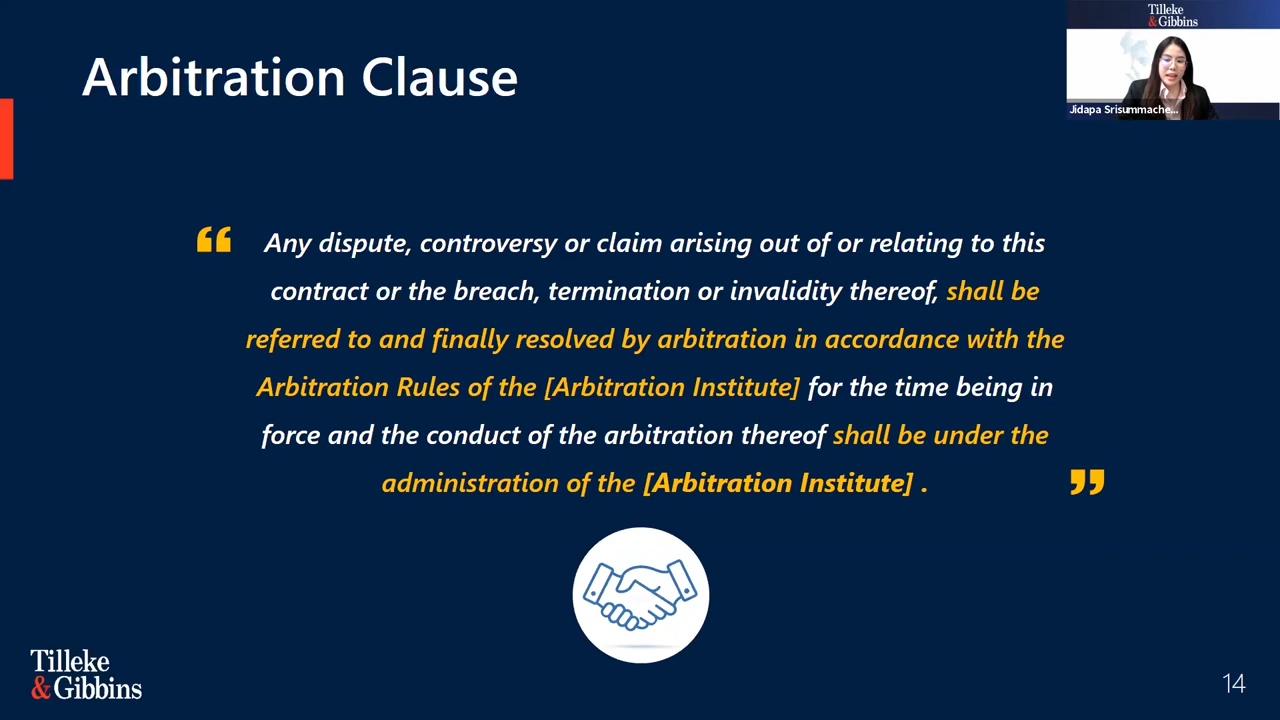 Arbitration Clause
Tilleke
& Gibbins
Jidapa Srisummache...
“ Any dispute, controversy or claim arising out of or relating to this
contract or the breach, termination or invalidity thereof, shall be
referred to and finally resolved by arbitration in accordance with the
Arbitration Rules of the [Arbitration Institute] for the time being in
force and the conduct of the arbitration thereof shall be under the
administration of the [Arbitration Institute] . ”
Tilleke
& Gibbins
14